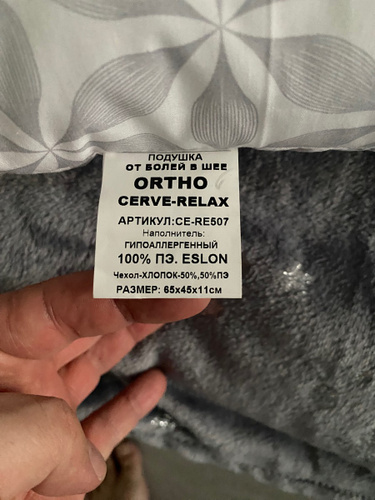 ПОДУШКА
ОТ БОЛЕЙ В ШЕЕ
ORTHO
CERVE-RELAX
АРТИКУЛ:CE-RE507
Наполнитель:
ГИПОАЛЛЕРГЕННЫЙ
100% ПЭ. ESLON
Чехол-ХЛОПОК-50%,50%ПЭ
РАЗМЕР: 65х45х11см